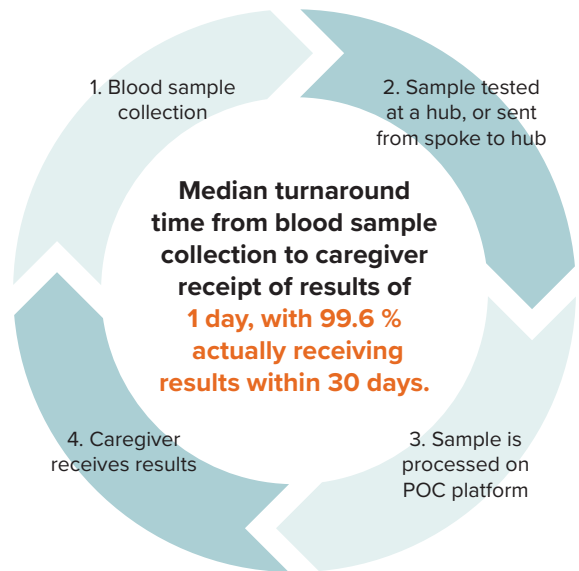 1. Blood sample
collection
2. Sample tested
at a hub, or sent
from spoke to hub
Median turnaround
time from blood sample
collection to caregiver
receipt of results of
1 day, with 99.6 %
actually receiving
results within 30 days.
3. Sample is
processed on
POC platform
4. Caregiver
receives results